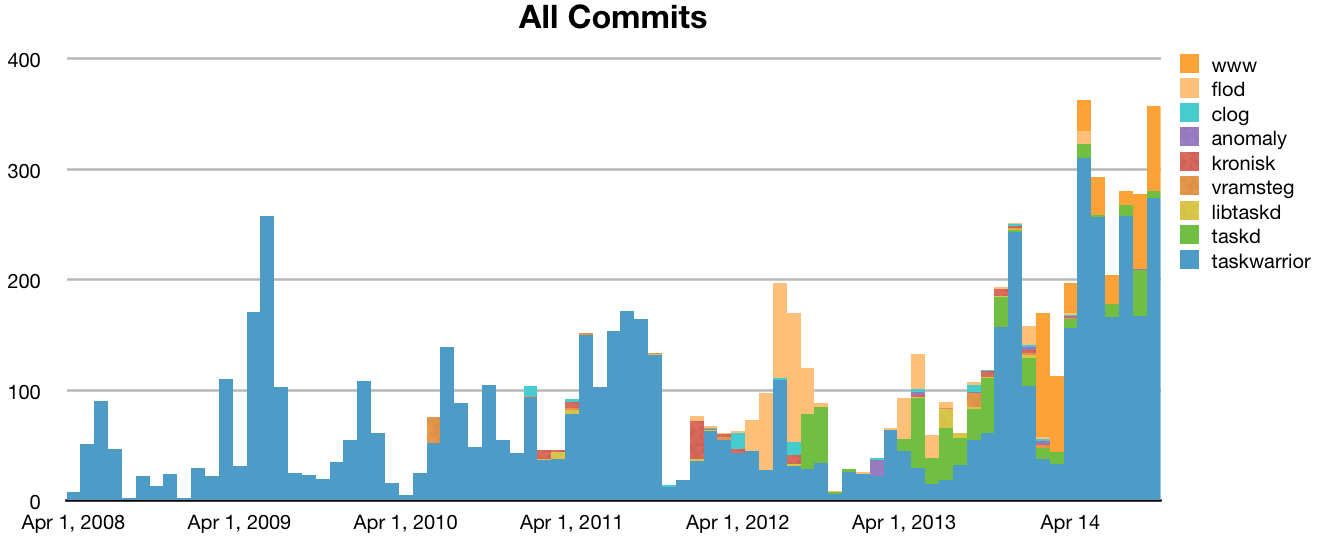 All Commits
400
300
200
100
0
Apr 1, 2008
Apr 1, 2009
Apr 1, 2010
Apr 1, 2011
Apr 1, 2012
Apr 1, 2013
Apr 14
www
flod
clog
anomaly
kronisk
vramsteg
libtaskd
taskd
taskwarrior